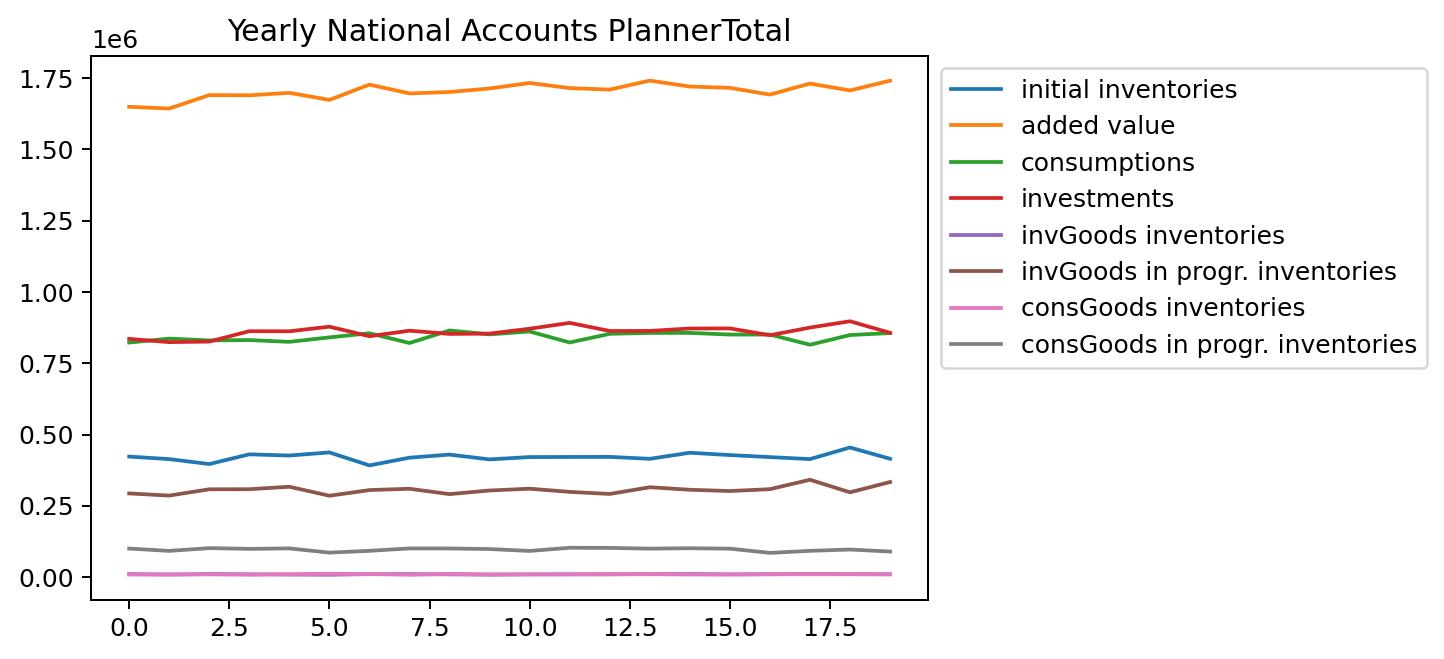 Yearly National Accounts PlannerTotal
1e6
1.75
1.50
1.25
1.00
0.75
0.50
0.25
0.00
0.0 2.5 5.0 7.5 10.0 12.5 15.0 17.5
initial inventories
added value
consumptions
investments
invGoods inventories
invGoods in progr. inventories
consGoods inventories
consGoods in progr. inventories